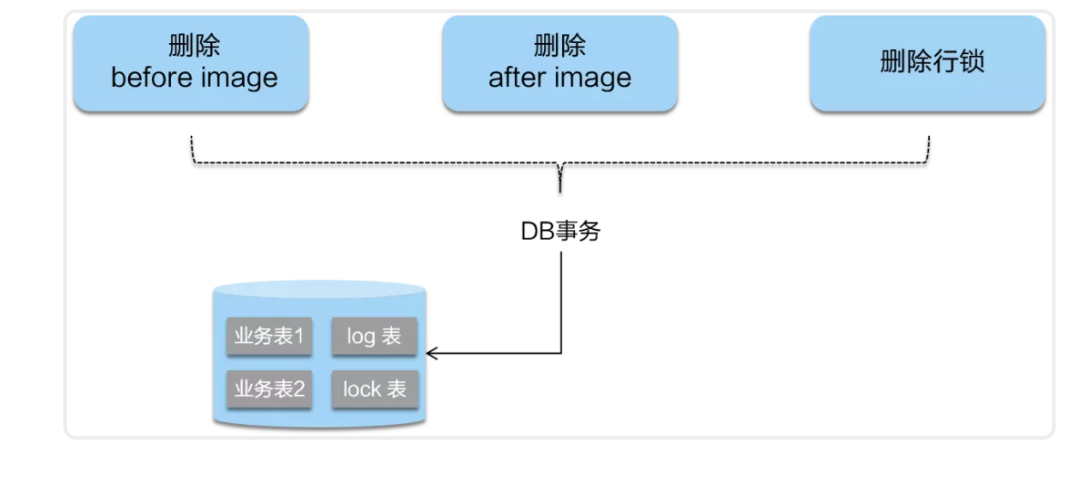 删除
before image
删除
after image
删除行锁
DB事务
业务表1
log 表
业务表2
lock 表